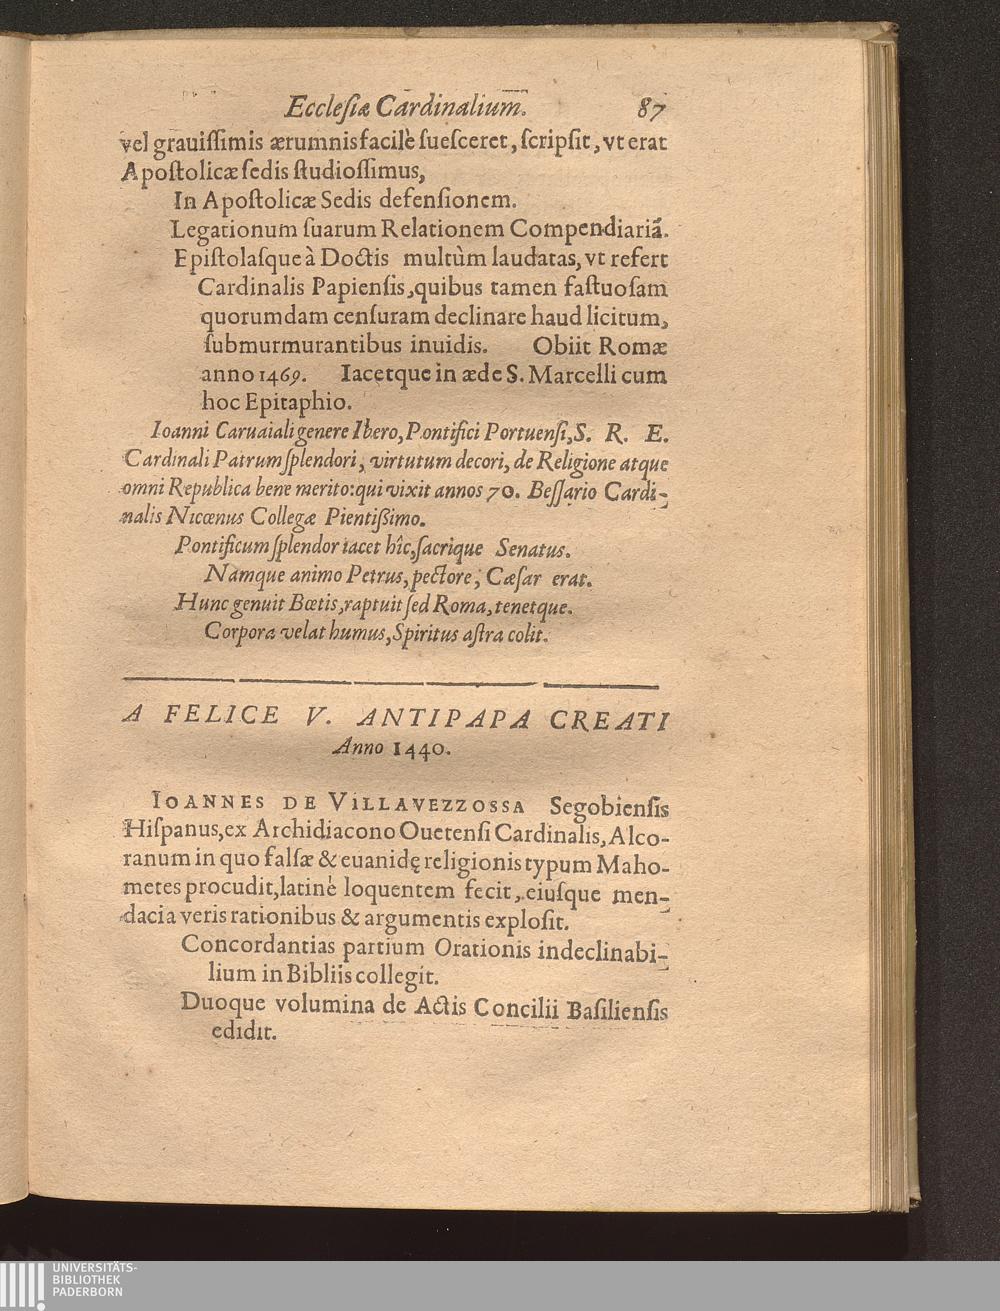 Ecclesiæ Cardinalium. 87
vel grauissimis ærumnis facilè suesceret, scripsit, vt erat
Apostolicæ sedis studiossimus,
In Apostolicæ Sedis defensionem.
Legationum suarum Relationem Compendiariã.
Epistolasque à Doctis multùm laudatas, vt refert
Cardinalis Papiensis, quibus tamen fastuosam
quorumdam censuram declinare haud licitum,
submurmurantibus inuidis. Obiit Romæ
anno 1469. Iacetque in æde S. Marcelli cum
hoc Epitaphio.
Ioanni Caruaiali genere Ibero, Pontifici Portuensi, S. R. E.
Cardinali Patrum splendori, virtutum decori, de Religione atque
omni Republica bene merito: qui vixit annos 70. Bessario Cardi-
nalis Nicœnus Collegæ Pientißimo.
Pontificum splendor iacet hîc, sacrique Senatus.
Namque animo Petrus, pectore, Cæsar erat.
Hunc genuit Bœtis, raptuit sed Roma, tenetque.
Corpora velat humus, Spiritus astra colit.
A FELICE V. ANTIPAPA CREATI
Anno 1440.
IOANNES DE VILLAVEZZOSSA Segobiensis
Hispanus, ex Archidiacono Ouetensi Cardinalis, Alco-
ranum in quo falsæ & euanidę religionis typum Maho-
metes procudit, latinè loquentem fecit, eiusque men-
dacia veris rationibus & argumentis explosit.
Concordantias partium Orationis indeclinabi-
lium in Bibliis collegit.
Duoque volumina de Actis Concilii Basiliensis
edidit.
UNIVERSITÄTS-
BIBLIOTHEK
PADERBORN